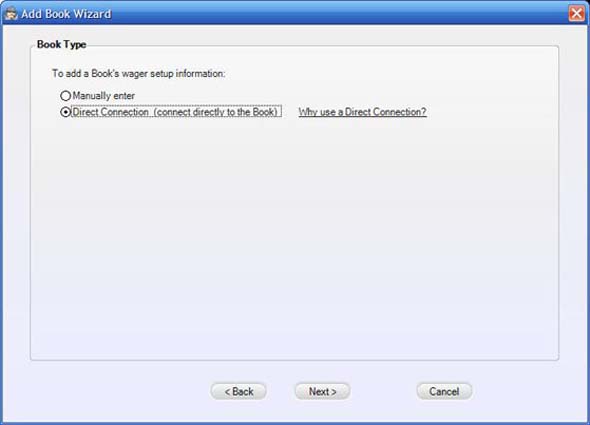 Add Book Wizard
Book Type
To add a Book's wager setup information:
Manually enter
Direct Connection (connect directly to the Book) Why use a Direct Connection?
< Back Next > Cancel